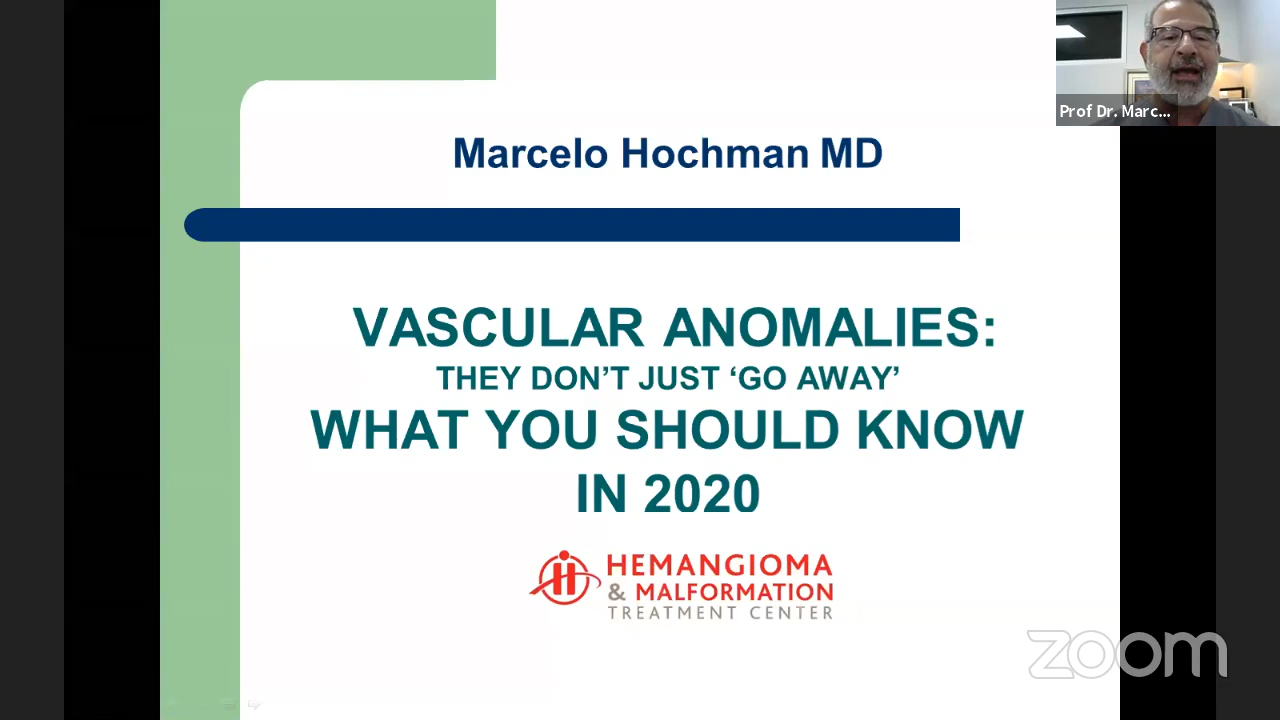 Prof Dr. Marc...
Marcelo Hochman MD
VASCULAR ANOMALIES:
THEY DON'T JUST ‘GO AWAY’
WHAT YOU SHOULD KNOW
IN 2020
HEMANGIOMA
& MALFORMATION
TREATMENT CENTER
zoom